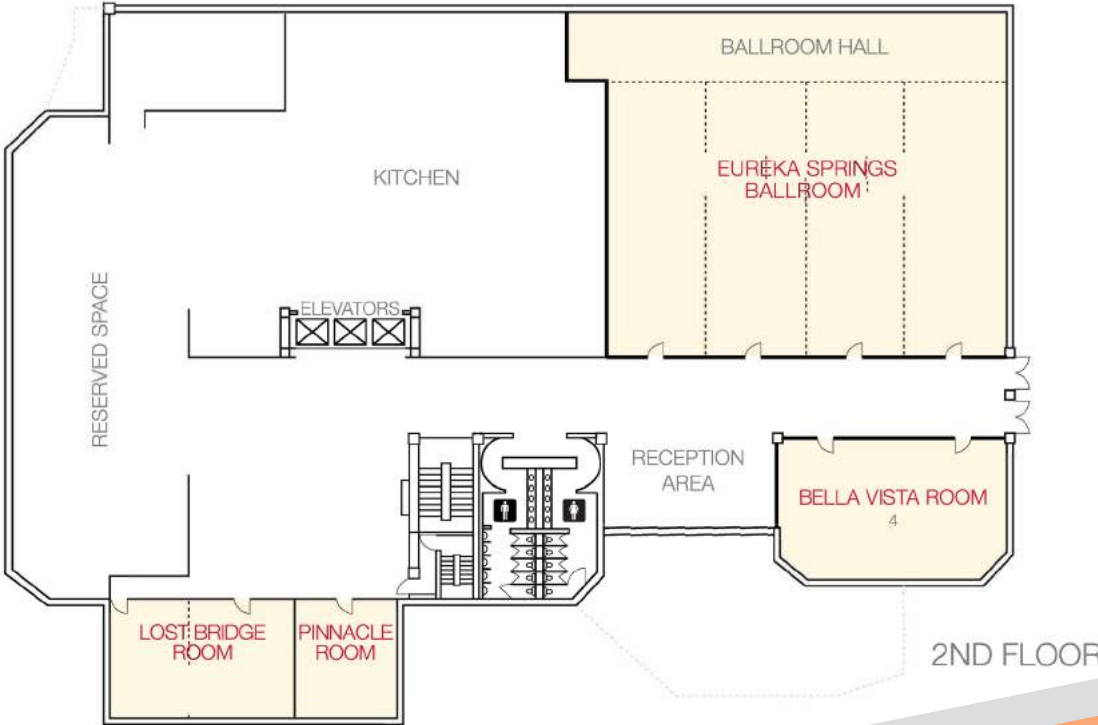 BALLROOM HALL
EUREKA SPRINGS
BALLROOM
KITCHEN
RESERVED SPACE
ELEVATORS
RECEPTION
AREA
BELLA VISTA ROOM
4
LOST BRIDGE
ROOM
PINNACLE
ROOM
2ND FLOOR